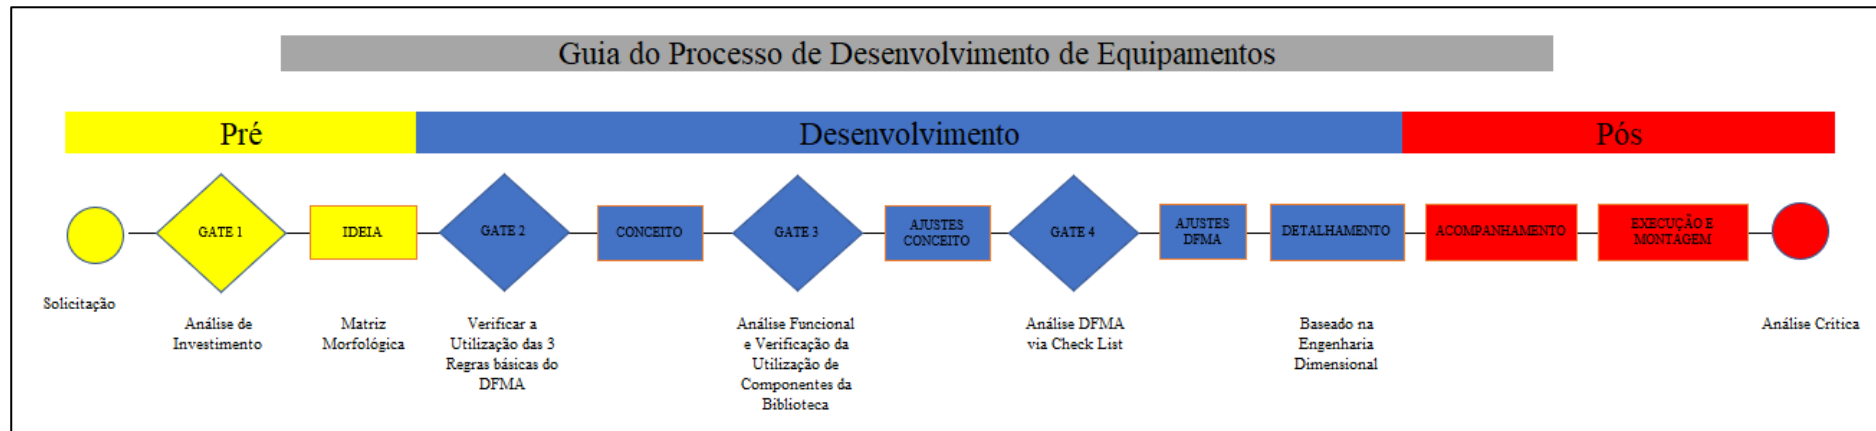 Guia do Processo de Desenvolvimento de Equipamentos
Pré
Desenvolvimento
Pós
GATE 1
IDEIA
GATE 2
CONCEITO
GATE 3
AJUSTES
CONCEITO
GATE 4
AJUSTES
DFMA
DETALHAMENTO
ACOMPANHAMENTO
EXECUÇÃO E
MONTAGEM
Solicitação
Análise de
Investimento
Matriz
Morfológica
Verificar a
Utilização das 3
Regras básicas do
DFMA
Análise Funcional
e Verificação da
Utilização de
Componentes da
Biblioteca
Análise DFMA
via Check List
Baseado na
Engenharia
Dimensional
Análise Crítica